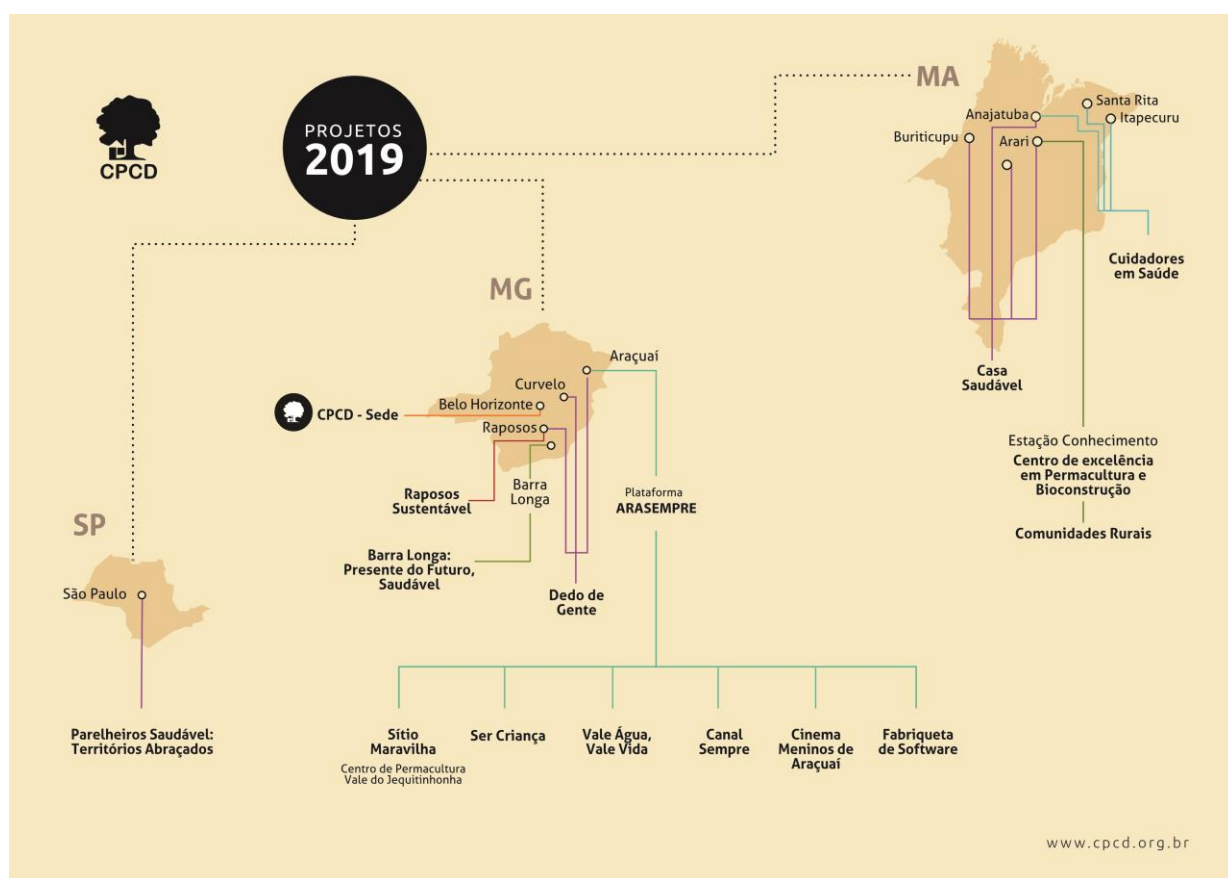 CPCD
PROJETOS
2019
MA
Santa Rita
Anajatuba
Itapecuru
Buriticupu
Arari
Cuidadores
em Saúde
Casa
Saudável
Estação Conhecimento
Centro de excelência
em Permacultura e
Bioconstrução
Comunidades Rurais
MG
Araçuaí
Curvelo
Belo Horizonte
CPCD - Sede
Raposos
Barra
Longa
Raposos
Sustentável
Plataforma
ARASEMPRE
Barra Longa:
Presente do Futuro,
Saudável
Dedo de
Gente
SP
São Paulo
Parelheiros Saudável:
Territórios Abraçados
Sítio
Maravilha
Centro de Permacultura
Vale do Jequitinhonha
Ser Criança
Vale Água,
Vale Vida
Canal
Sempre
Cinema
Meninos de
Araçuaí
Fabriqueta
de Software
www.cpcd.org.br